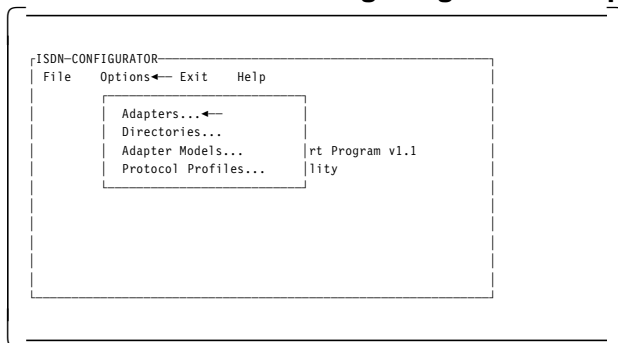 ISDN-CONFIGURATOR
File Options Exit Help
Adapters...
Directories...
Adapter Models... rt Program v1.1
Protocol Profiles... lity